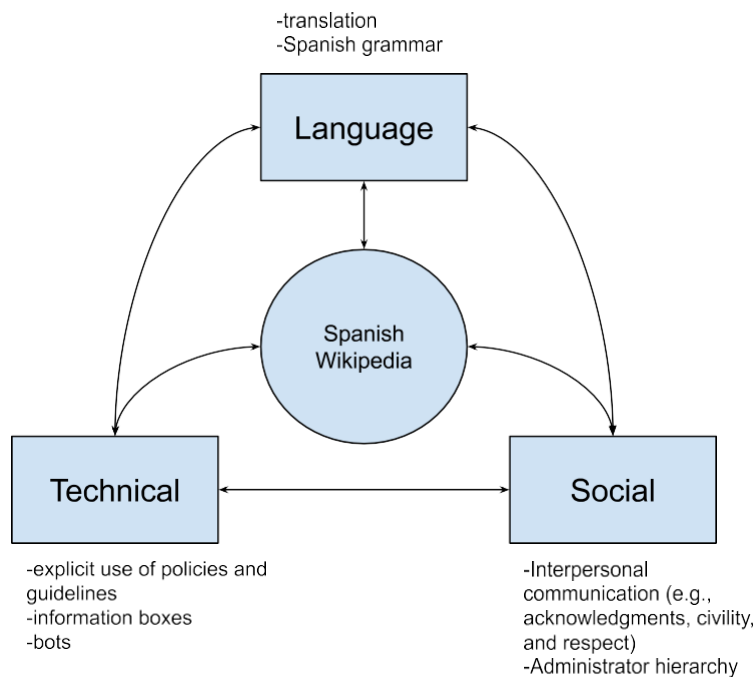 -translation
-Spanish grammar
Language
Spanish
Wikipedia
Technical
Social
-explicit use of policies and
guidelines
-information boxes
-bots
-Interpersonal
communication (e.g.,
acknowledgments, civility,
and respect)
-Administrator hierarchy